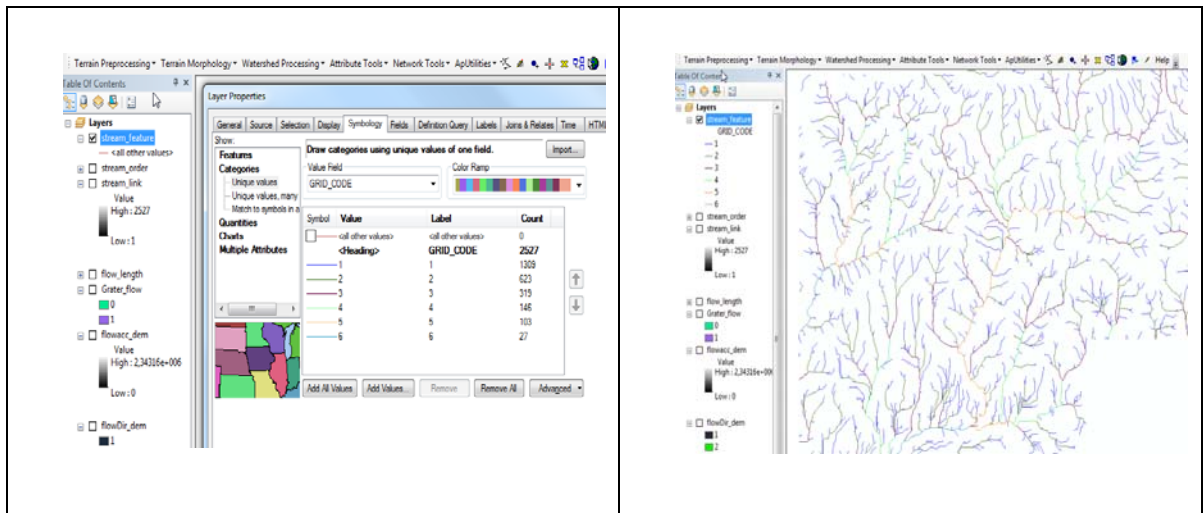 Terrain Preprocessing Terrain Morphology Watershed Processing Attribute Tools Network Tools ApUtilities
Table Of Contents
Layers
stream_feature
<all other values>
stream_order
stream_link
Value
High : 2527
Low : 1
flow_length
Grater_flow
0
1
flowacc_dem
Value
High : 2,34316e+006
Low : 0
flowDir_dem
1
Layer Properties
General Source Selection Display Symbology Fields Definition Query Labels Joins & Relates Time HTML
Show:
Features
Categories
Unique values
Unique values, many
Match to symbols in a
Quantities
Charts
Multiple Attributes
Draw categories using unique values of one field.
Import...
Value Field
Color Ramp
GRID_CODE
Symbol Value Label Count
<all other values> <all other values> 0
<Heading> GRID_CODE 2527
1 1 1309
2 2 623
3 3 319
4 4 146
5 5 103
6 6 27
Add All Values Add Values... Remove Remove All Advanced
Terrain Preprocessing Terrain Morphology Watershed Processing Attribute Tools Network Tools ApUtilities Help
Table Of Contents
Layers
stream_feature
GRID_CODE
1
2
3
4
5
6
stream_order
stream_link
Value
High : 2527
Low : 1
flow_length
Grater_flow
0
1
flowacc_dem
Value
High : 2,34316e+00
Low : 0
flowDir_dem
1
2